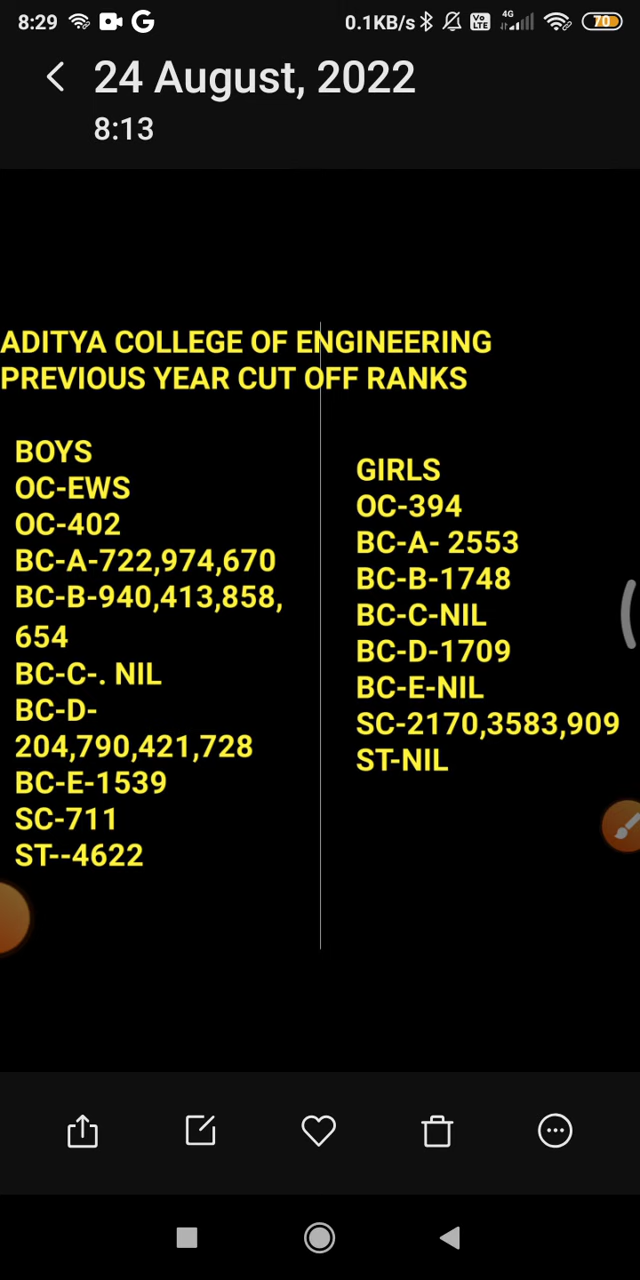 8:29
0.1KB/s
Vo LTE
4G
70
24 August, 2022
8:13
ADITYA COLLEGE OF ENGINEERING
PREVIOUS YEAR CUT OFF RANKS
BOYS
OC-EWS
OC-402
BC-A-722,974,670
BC-B-940,413,858,
654
BC-C-. NIL
BC-D-
204,790,421,728
BC-E-1539
SC-711
ST--4622
GIRLS
OC-394
BC-A- 2553
BC-B-1748
BC-C-NIL
BC-D-1709
BC-E-NIL
SC-2170,3583,909
ST-NIL